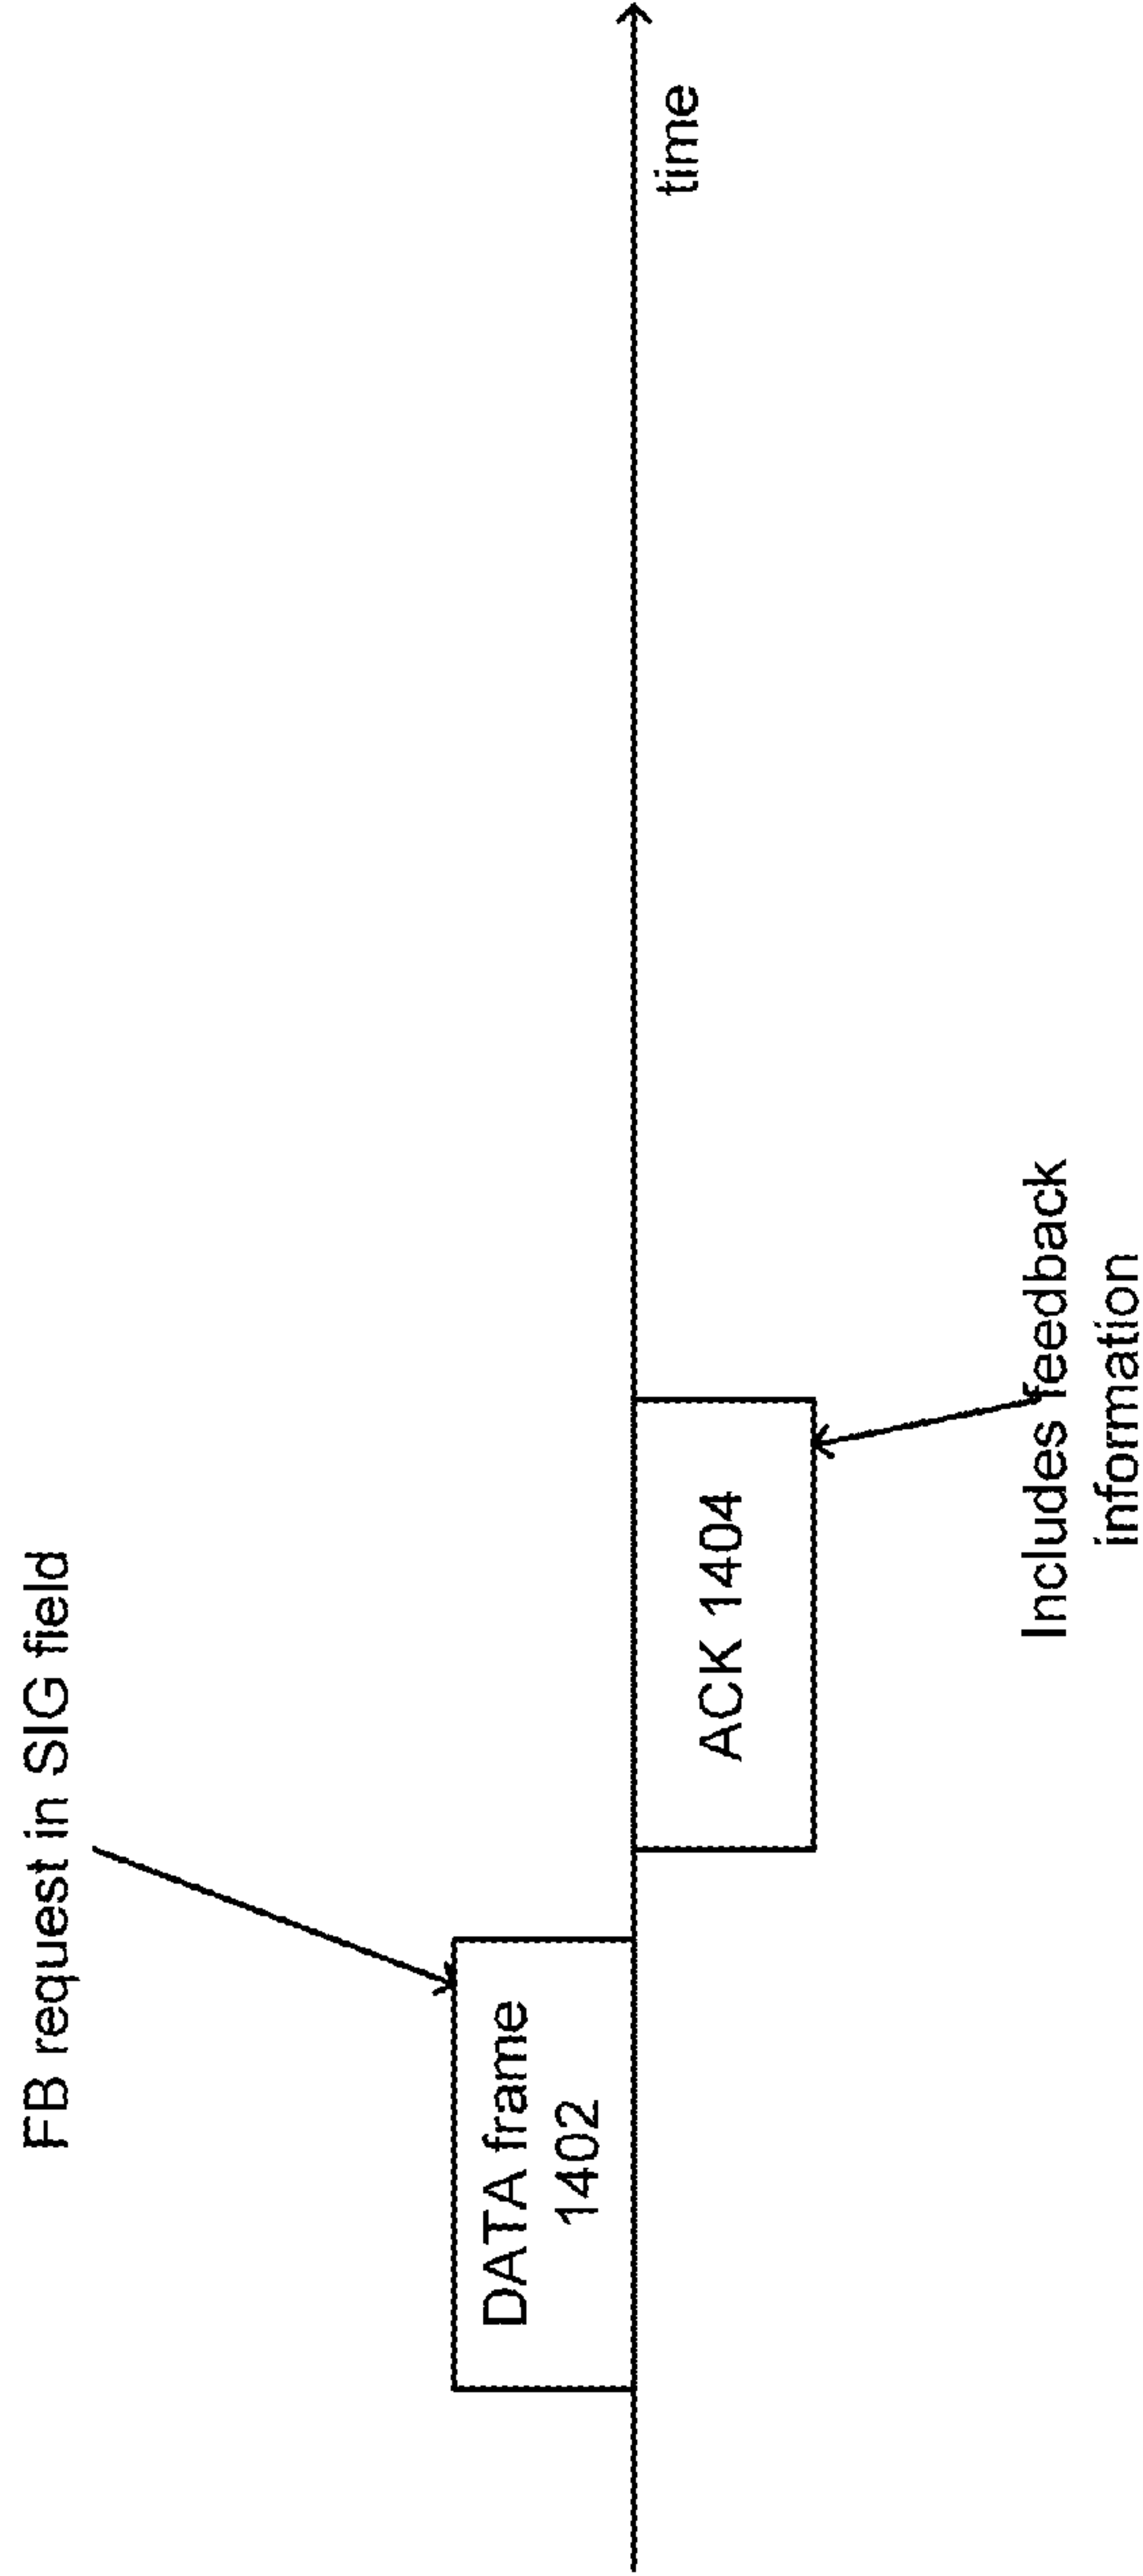 FB request in SIG field
DATA frame
1402
ACK 1404
Includes feedback
information
time